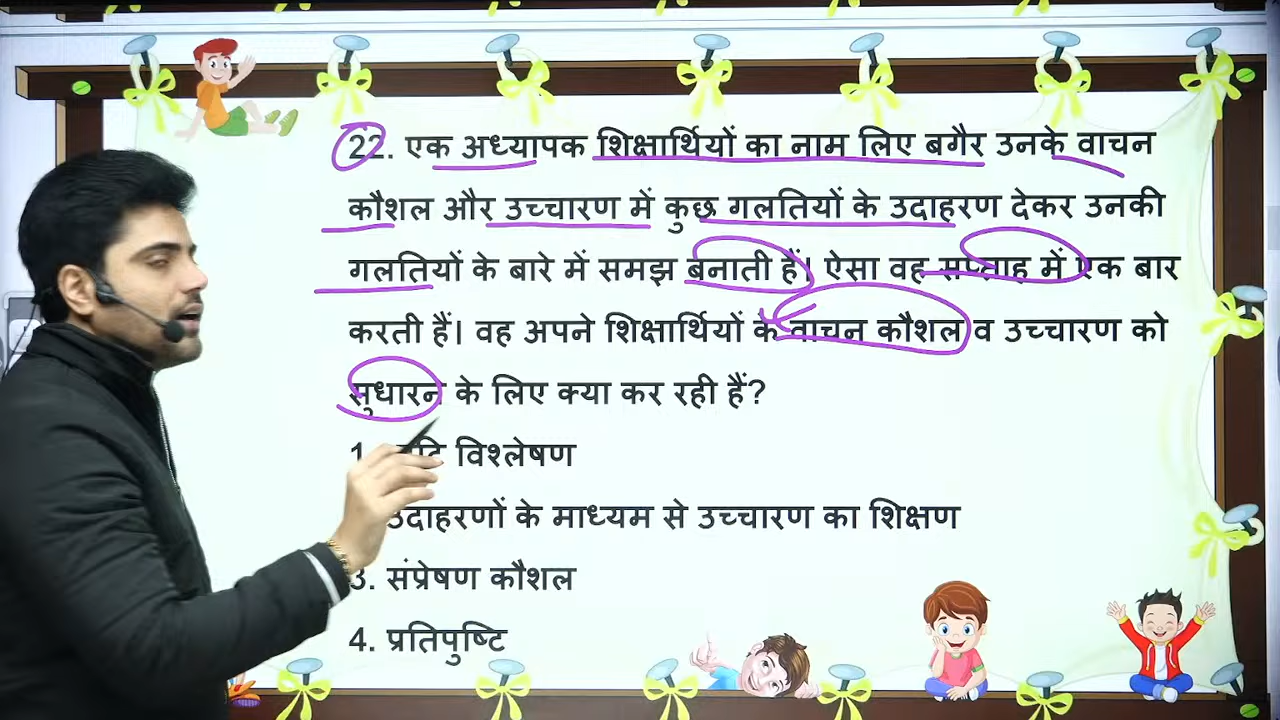 22. एक अध्यापक शिक्षार्थियों का नाम लिए बगैर उनके वाचन
कौशल और उच्चारण में कुछ गलतियों के उदाहरण देकर उनकी
गलतियों के बारे में समझ बनाती हैं। ऐसा वह सप्ताह में एक बार
करती हैं। वह अपने शिक्षार्थियों के वाचन कौशल व उच्चारण को
सुधारन के लिए क्या कर रही हैं?
1. विश्लेषण
उदाहरणों के माध्यम से उच्चारण का शिक्षण
3. संप्रेषण कौशल
4. प्रतिपुष्टि